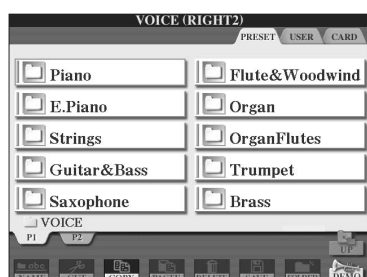 VOICE (RIGHT2)
PRESET USER CARD
Piano
Flute&Woodwind
E.Piano
Organ
Strings
OrganFlutes
Guitar&Bass
Trumpet
Saxophone
Brass
VOICE
P1 P2
UP
COPY
DEMO